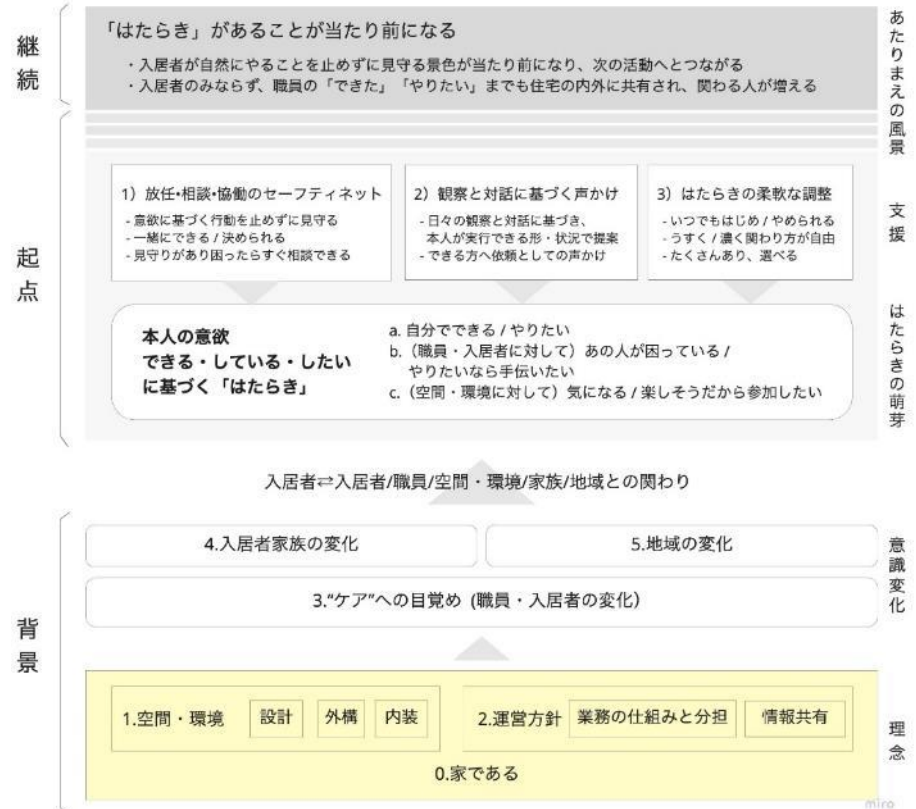 継続
「はたらき」があることが当たり前になる
・入居者が自然にやることを止めずに見守る景色が当たり前になり、次の活動へとつながる
・入居者のみならず、職員の「できた」「やりたい」までも住宅の内外に共有され、関わる人が増える
あたりまえの風景
起点
1）放任・相談・協働のセーフティネット
- 意欲に基づく行動を止めずに見守る
- 一緒にできる / 決められる
- 見守りがあり困ったらすぐ相談できる
2）観察と対話に基づく声かけ
- 日々の観察と対話に基づき、
本人が実行できる形・状況で提案
- できる方へ依頼としての声かけ
3）はたらきの柔軟な調整
- いつでもはじめ / やめられる
- うすく / 濃く関わり方が自由
- たくさんあり、選べる
支援
本人の意欲
できる・している・したい
に基づく「はたらき」
a. 自分でできる / やりたい
b.（職員・入居者に対して）あの人が困っている /
やりたいなら手伝いたい
c.（空間・環境に対して）気になる / 楽しそうだから参加したい
はたらきの萌芽
入居者⇄入居者/職員/空間・環境/家族/地域との関わり
背景
4.入居者家族の変化
5.地域の変化
3.“ケア”への目覚め (職員・入居者の変化)
意識変化
1.空間・環境
設計
外構
内装
2.運営方針
業務の仕組みと分担
情報共有
0.家である
理念
miro